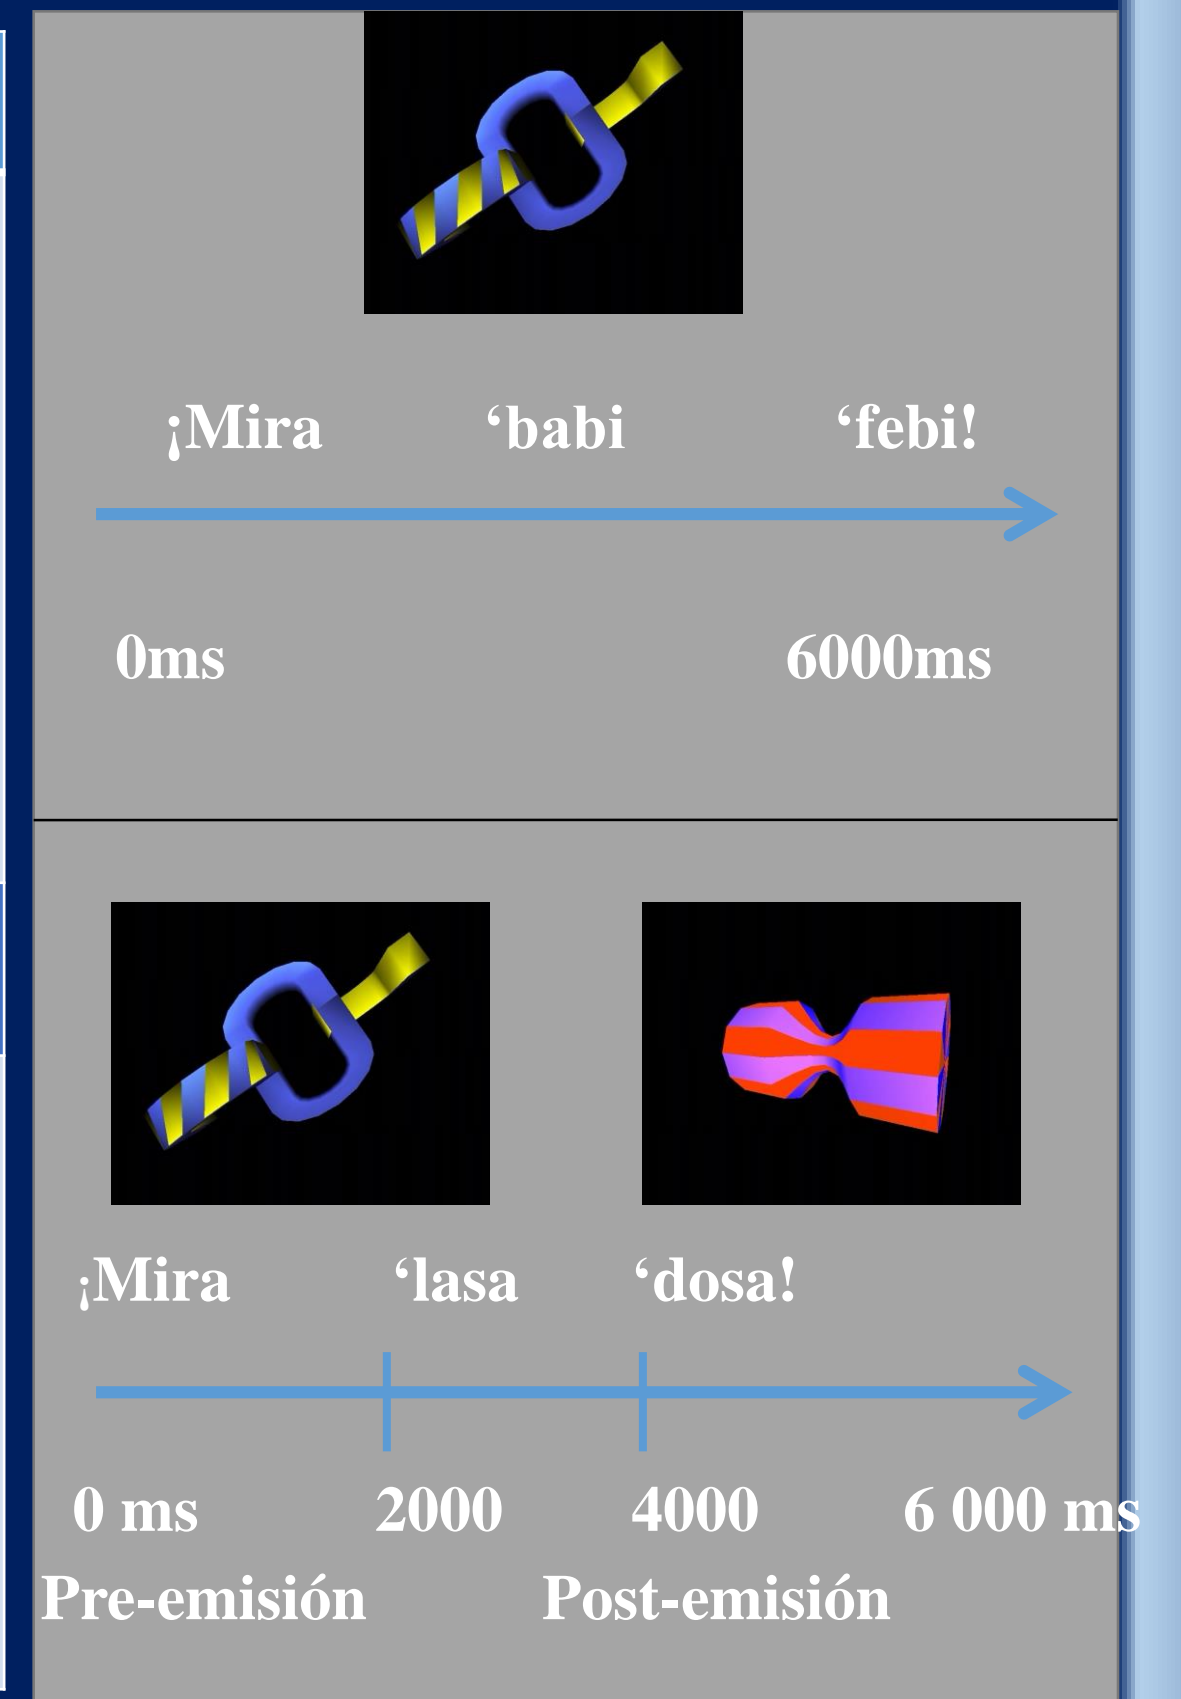 ¡Mira ‘babi ‘febi!
0ms 6000ms
¡Mira ‘lasa ‘dosa!
0 ms 2000 4000 6 000 ms
Pre-emisión Post-emisión